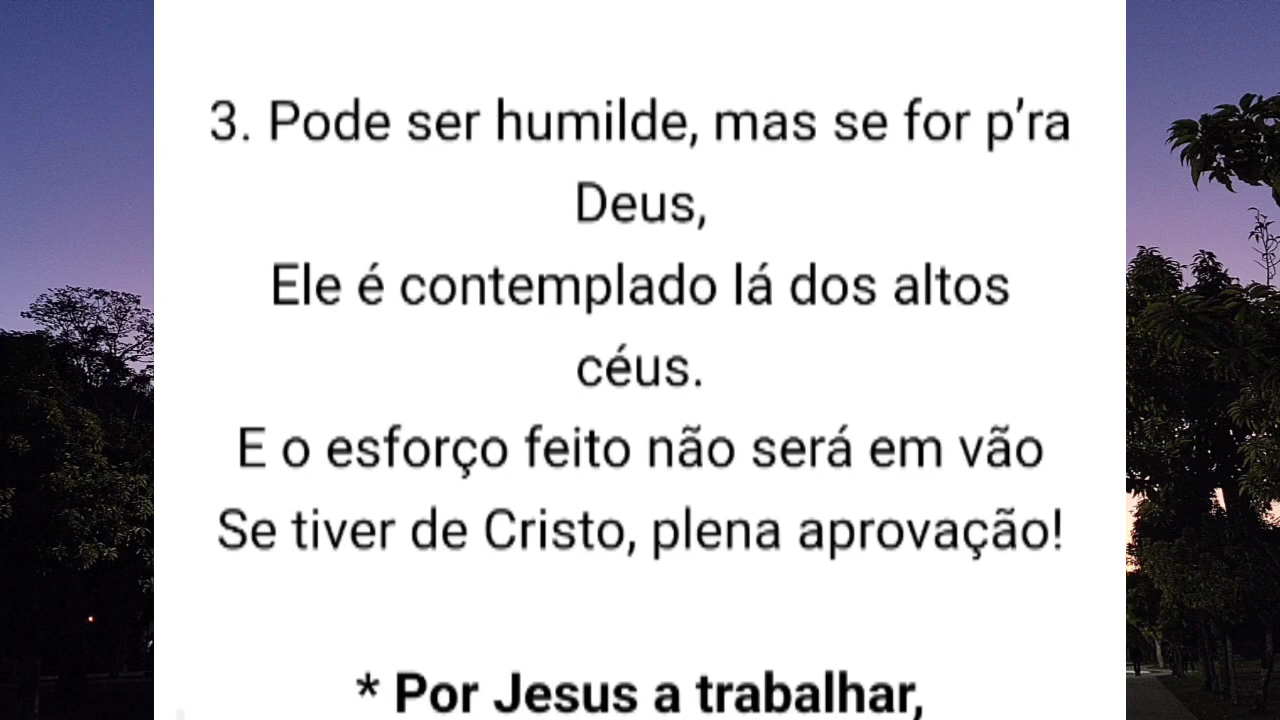 3. Pode ser humilde, mas se for p’ra
Deus,
Ele é contemplado lá dos altos
céus.
E o esforço feito não será em vão
Se tiver de Cristo, plena aprovação!
* Por Jesus a trabalhar,